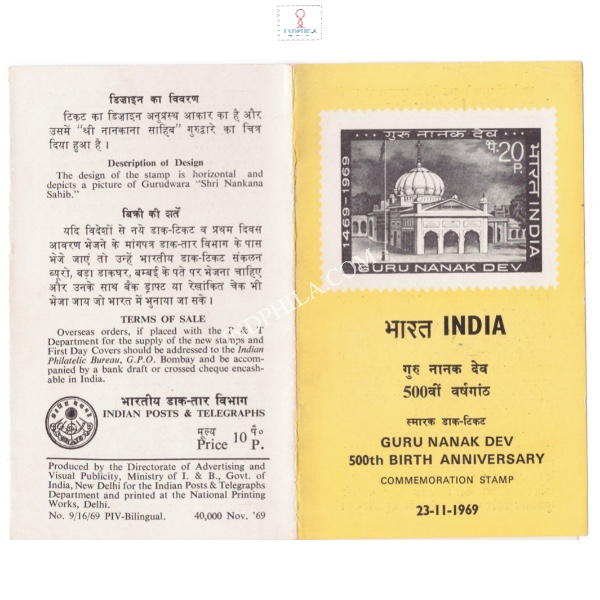 INDPHILA
डिज़ाइन का विवरण
टिकट का डिज़ाइन अनुप्रस्थ आकार का है और
उसमें “श्री नानकाना साहिब” गुरुद्वारे का चित्र
दिया हुआ है ।
Description of Design
The design of the stamp is horizontal and
depicts a picture of Gurudwara “Shri Nankana
Sahib.”
बिक्री की शर्तें
यदि विदेशों से नये डाक-टिकट व प्रथम दिवस
आवरण भेजने के मांगपत्र डाक-तार विभाग के पास
भेजे जाएं तो उन्हें भारतीय डाक-टिकट संकलन
ब्यूरो, बड़ा डाकघर, बम्बई के पते पर भेजना चाहिए
और उनके साथ बैंक ड्राफ्ट या रेखांकित चेक भी
भेजा जाय जो भारत में भुनाया जा सके ।
TERMS OF SALE
Overseas orders, if placed with the P & T
Department for the supply of the new stamps and
First Day Covers should be addressed to the Indian
Philatelic Bureau, G.P.O. Bombay and be accom-
panied by a bank draft or crossed cheque encash-
able in India.
भारतीय डाक-तार विभाग
INDIAN POSTS & TELEGRAPHS
मूल्य 10 पै०
Price P.
Produced by the Directorate of Advertising and
Visual Publicity, Ministry of I. & B., Govt. of
India, New Delhi for the Indian Posts & Telegraphs
Department and printed at the National Printing
Works, Delhi.
No. 9/16/69 PIV-Bilingual. 40,000 Nov. '69
गुरु नानक देव
पै. 20 P.
1469-1969
भारत INDIA
GURU NANAK DEV
INDPHILA.COM
भारत INDIA
गुरु नानक देव
500वीं वर्षगांठ
स्मारक डाक-टिकट
GURU NANAK DEV
500th BIRTH ANNIVERSARY
COMMEMORATION STAMP
23-11-1969